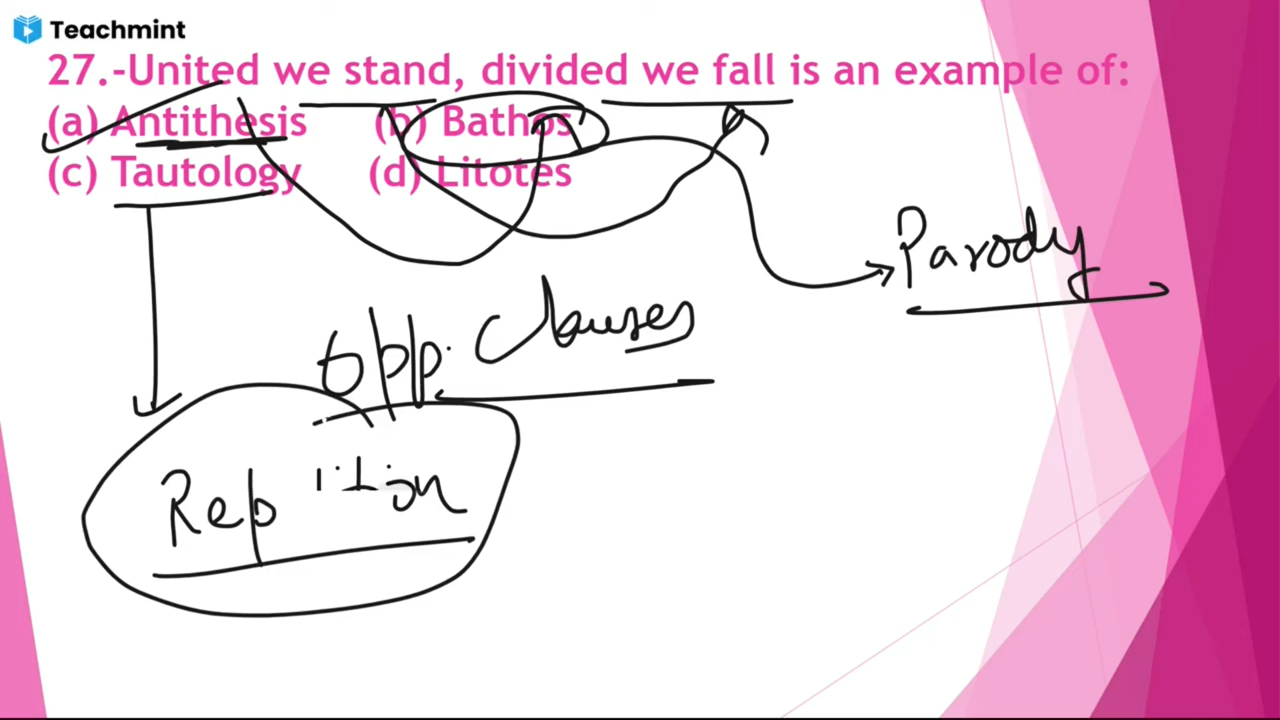 Teachmint
27.-United we stand, divided we fall is an example of:
(a) Antithesis (b) Bathos
(c) Tautology (d) Litotes
Parody
Opp. Clauses
Rep ition